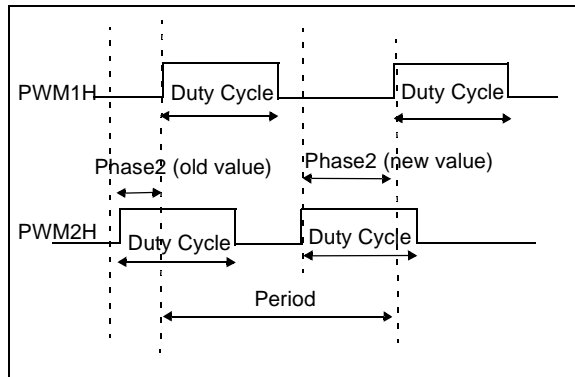 PWM1H
Duty Cycle
Duty Cycle
Phase2 (old value)
Phase2 (new value)
PWM2H
Duty Cycle
Duty Cycle
Period